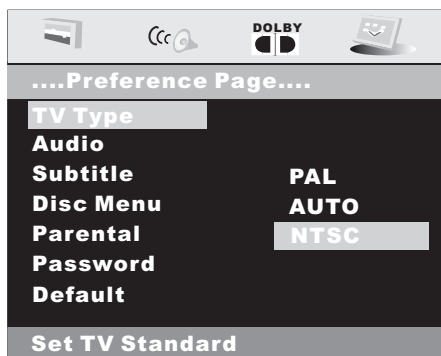 DOLBY
....Preference Page....
TV Type
Audio
Subtitle
PAL
Disc Menu
AUTO
Parental
NTSC
Password
Default
Set TV Standard